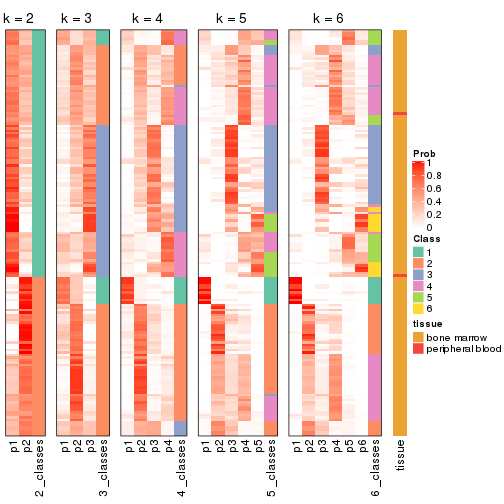 k = 2
k = 3
k = 4
k = 5
k = 6
p1
p2
2_classes
p1
p2
p3
3_classes
p1
p2
p3
p4
4_classes
p1
p2
p3
p4
p5
5_classes
p1
p2
p3
p4
p5
p6
6_classes
tissue
Prob
1
0.8
0.6
0.4
0.2
0
Class
1
2
3
4
5
6
tissue
bone marrow
peripheral blood